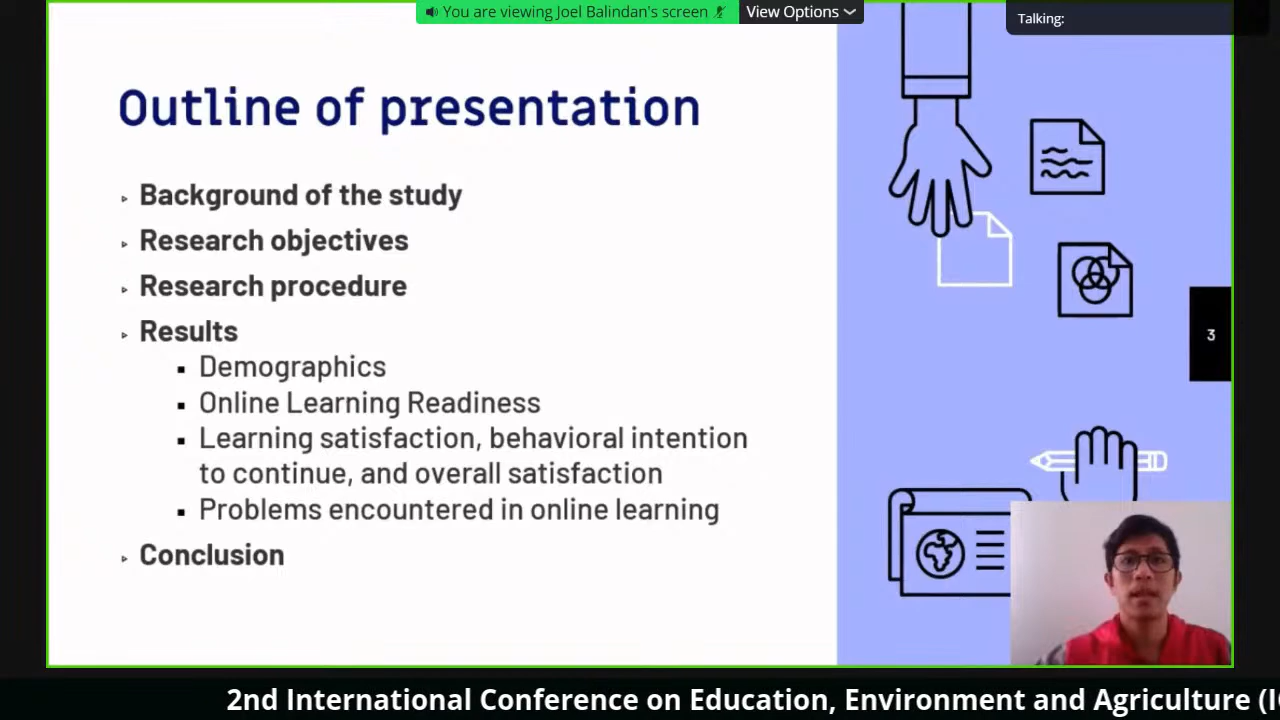 You are viewing Joel Balindan's screen
View Options
Talking:
Outline of presentation
Background of the study
Research objectives
Research procedure
Results
Demographics
Online Learning Readiness
Learning satisfaction, behavioral intention
to continue, and overall satisfaction
Problems encountered in online learning
Conclusion
3
2nd International Conference on Education, Environment and Agriculture (